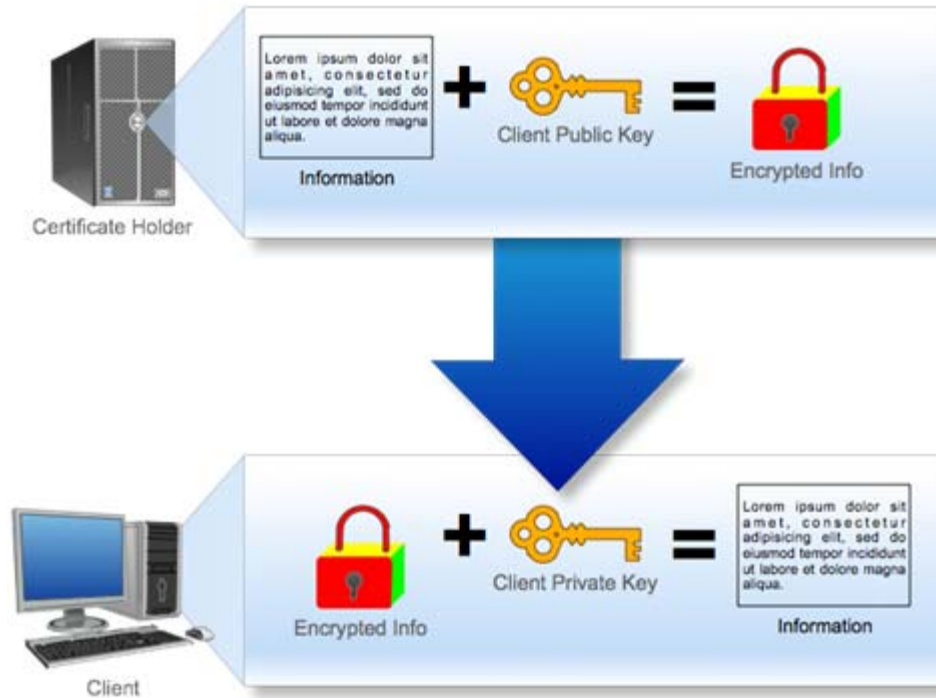 Lorem ipsum dolor sit
amet, consectetur
adipisicing elit, sed do
eiusmod tempor incididunt
ut labore et dolore magna
aliqua.
Information
Client Public Key
Encrypted Info
Certificate Holder
Encrypted Info
Client Private Key
Lorem ipsum dolor sit
amet, consectetur
adipisicing elit, sed do
eiusmod tempor incididunt
ut labore et dolore magna
aliqua.
Information
Client